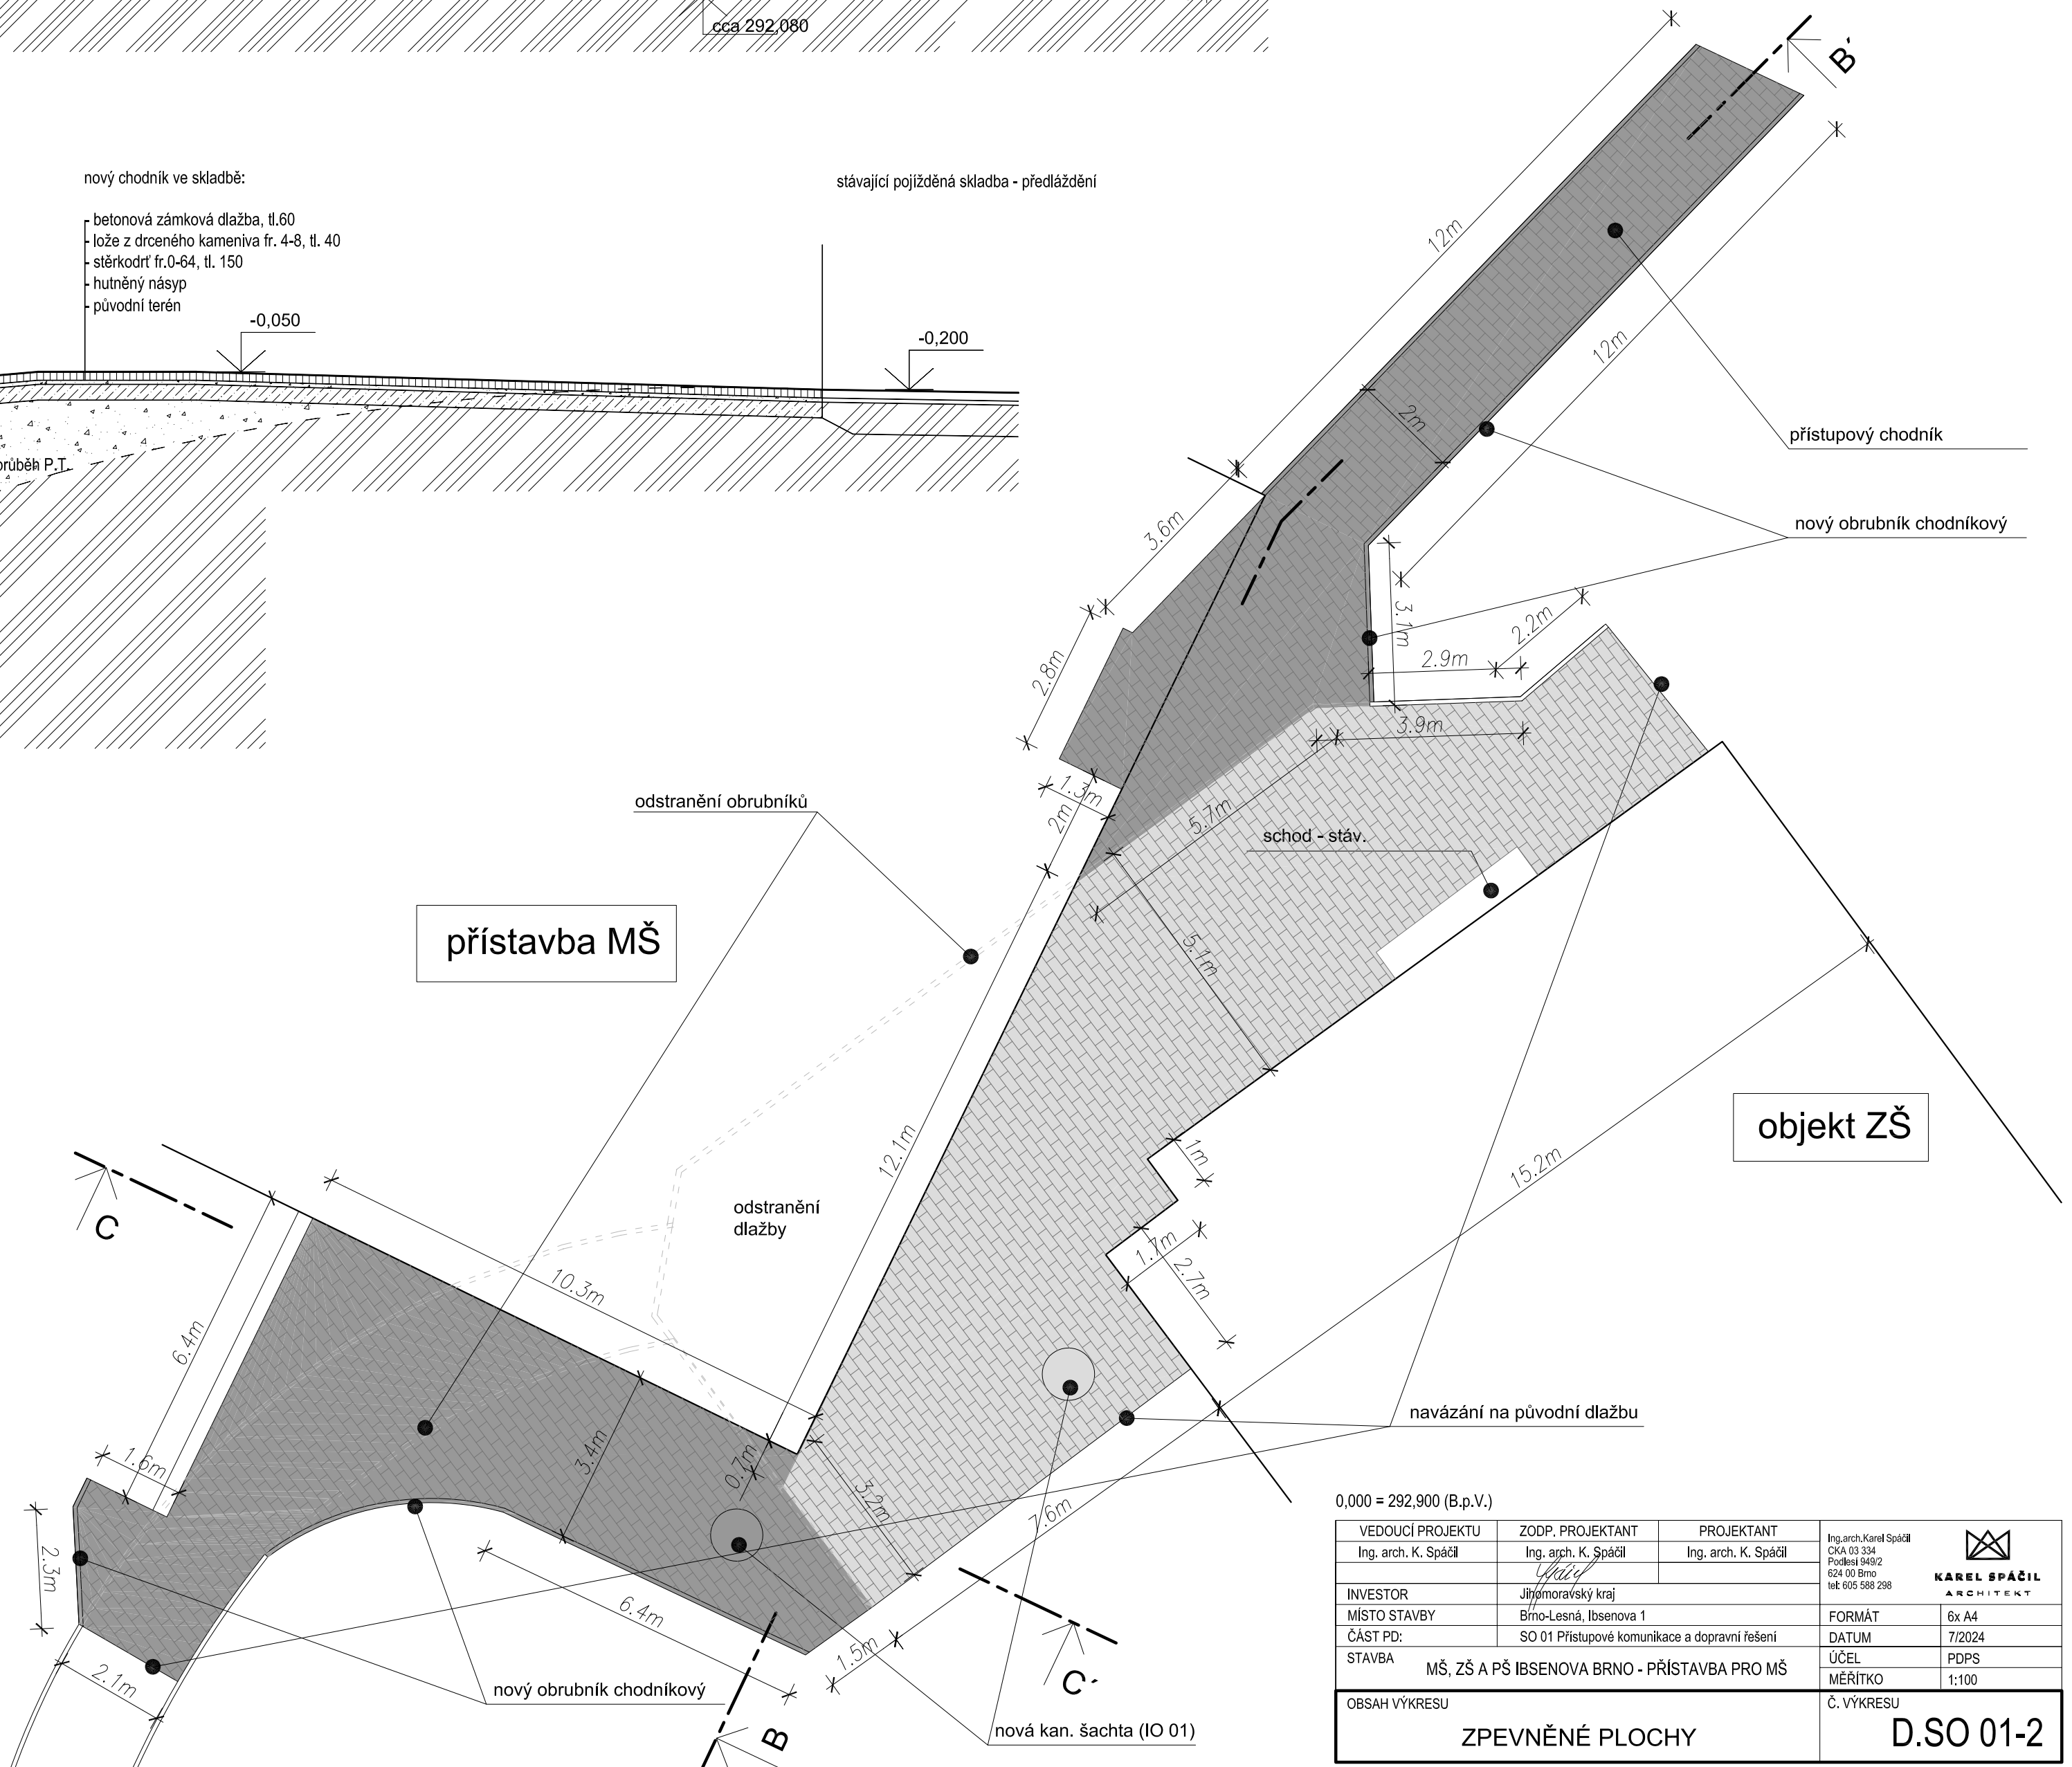 cca 292,080
B´
nový chodník ve skladbě:
- betonová zámková dlažba, tl.60
- lože z drceného kameniva fr. 4-8, tl. 40
- stěrkodrť fr.0-64, tl. 150
- hutněný násyp
- původní terén
stávající pojížděná skladba - předláždění
-0,050
-0,200
průběh P.T.
12m
12m
2m
přístupový chodník
nový obrubník chodníkový
3.6m
3.1m
2.2m
2.9m
2.8m
3.9m
1.3m
2m
5.7m
odstranění obrubníků
schod - stáv.
přístavba MŠ
5.1m
objekt ZŠ
12.1m
1m
15.2m
odstranění
dlažby
C
1.7m
2.7m
10.3m
6.4m
navázání na původní dlažbu
3.4m
0.7m
1.6m
3.2m
7.6m
2.3m
6.4m
1.5m
2.1m
nový obrubník chodníkový
C´
B
nová kan. šachta (IO 01)
0,000 = 292,900 (B.p.V.)
VEDOUCÍ PROJEKTU ZODP. PROJEKTANT PROJEKTANT
Ing. arch. K. Spáčil Ing. arch. K. Spáčil Ing. arch. K. Spáčil
Ing.arch.Karel Spáčil
CKA 03 334
Podlesí 949/2
624 00 Brno
tel: 605 588 298
KAREL SPÁČIL
ARCHITEKT
INVESTOR Jihomoravský kraj
MÍSTO STAVBY Brno-Lesná, Ibsenova 1
ČÁST PD: SO 01 Přístupové komunikace a dopravní řešení
STAVBA MŠ, ZŠ A PŠ IBSENOVA BRNO - PŘÍSTAVBA PRO MŠ
FORMÁT 6x A4
DATUM 7/2024
ÚČEL PDPS
MĚŘÍTKO 1:100
OBSAH VÝKRESU
ZPEVNĚNÉ PLOCHY
Č. VÝKRESU
D.SO 01-2